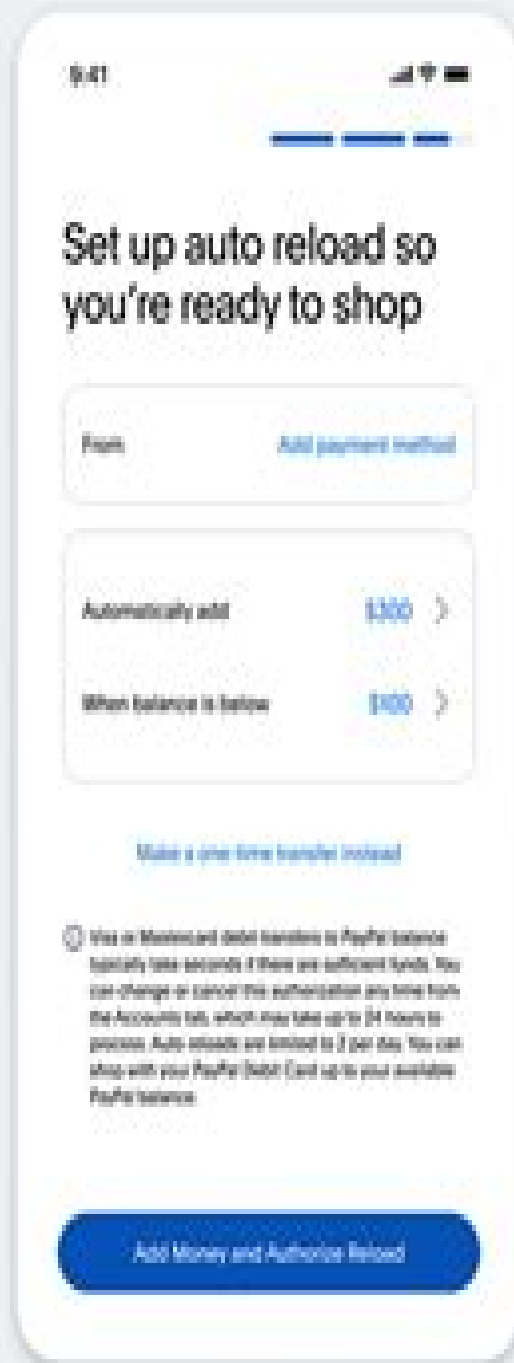 9:41
Set up auto reload so
you're ready to shop
From Add payment method
Automatically add $300
When balance is below $100
Make a one-time transfer instead
Visa or Mastercard debit transfers to PayPal balance
typically take seconds if there are sufficient funds. You
can change or cancel this authorization any time from
the Accounts tab, which may take up to 24 hours to
process. Auto reloads are limited to 2 per day. You can
shop with your PayPal Debit Card up to your available
PayPal balance.
Add Money and Authorize Reload